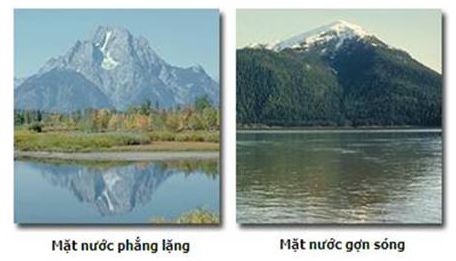 Mặt nước phẳng lặng
Mặt nước gợn sóng